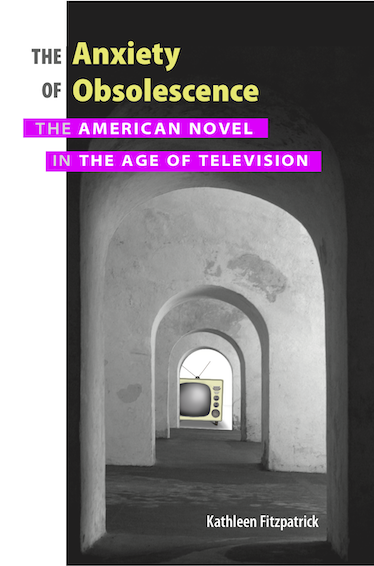 THE Anxiety
OF Obsolescence
THE AMERICAN NOVEL
IN THE AGE OF TELEVISION
Kathleen Fitzpatrick